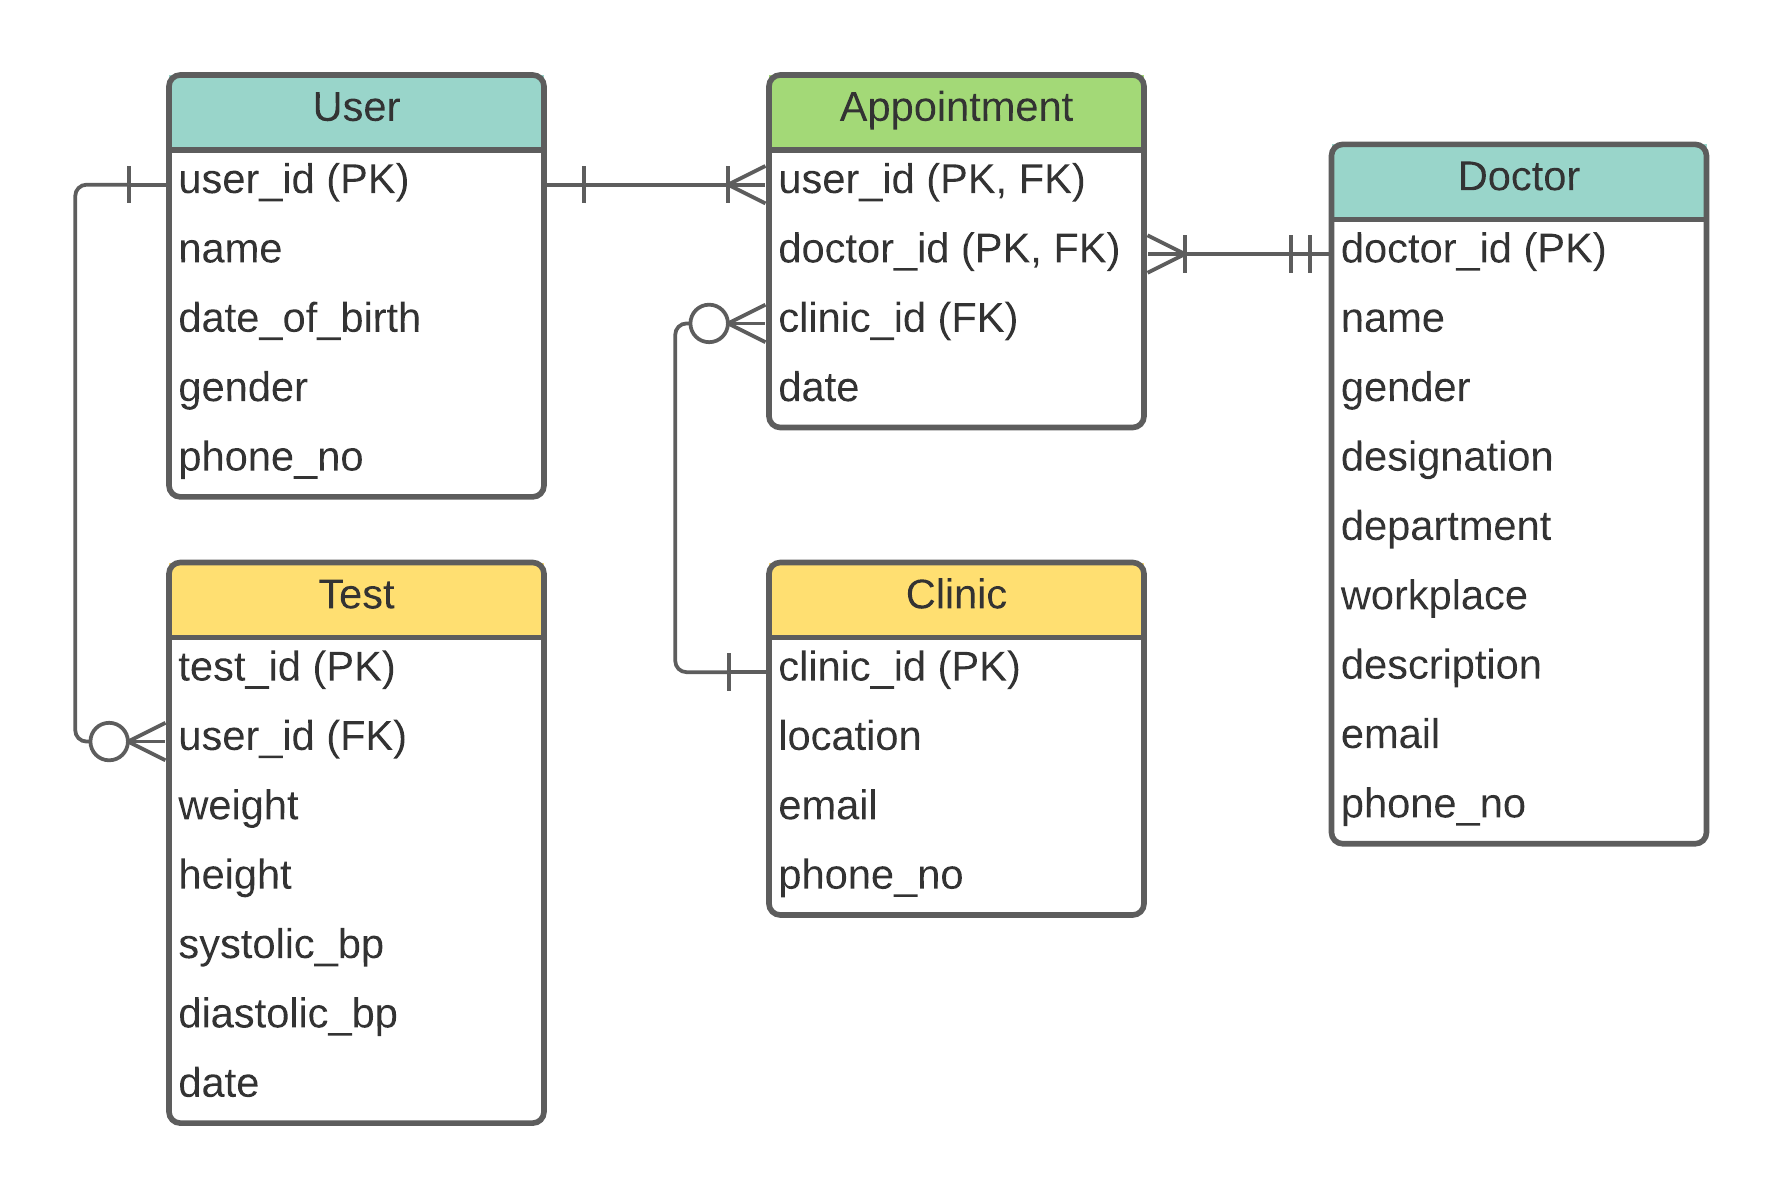 User
user_id (PK)
name
date_of_birth
gender
phone_no
Appointment
user_id (PK, FK)
doctor_id (PK, FK)
clinic_id (FK)
date
Doctor
doctor_id (PK)
name
gender
designation
department
workplace
description
email
phone_no
Test
test_id (PK)
user_id (FK)
weight
height
systolic_bp
diastolic_bp
date
Clinic
clinic_id (PK)
location
email
phone_no